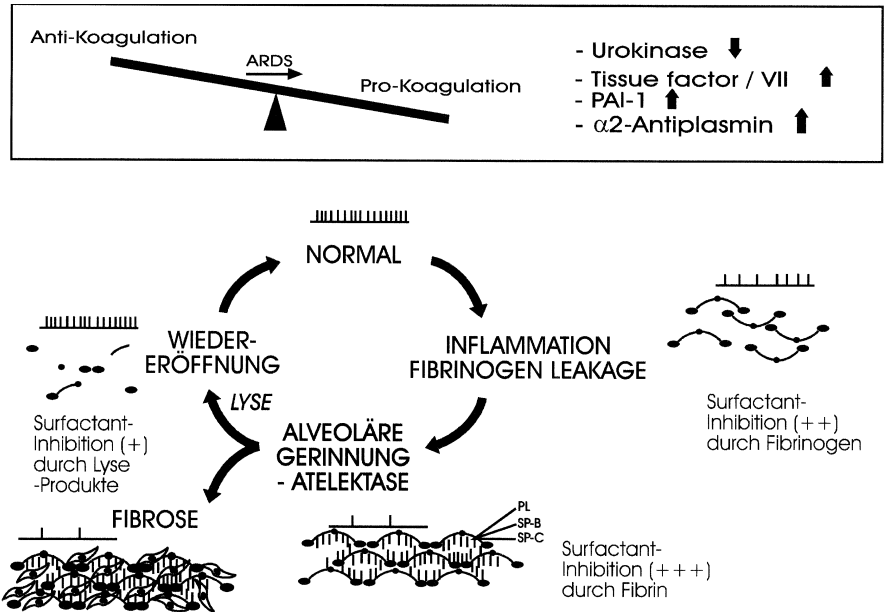 Anti-Koagulation
ARDS
Pro-Koagulation
- Urokinase
- Tissue factor / VII
- PAI-1
- α2-Antiplasmin
NORMAL
WIEDER-
ERÖFFNUNG
INFLAMMATION
FIBRINOGEN LEAKAGE
LYSE
Surfactant-
Inhibition (+)
durch Lyse
-Produkte
ALVEOLÄRE
GERINNUNG
- ATELEKTASE
Surfactant-
Inhibition (++)
durch Fibrinogen
FIBROSE
PL
SP-B
SP-C
Surfactant-
Inhibition (+++)
durch Fibrin